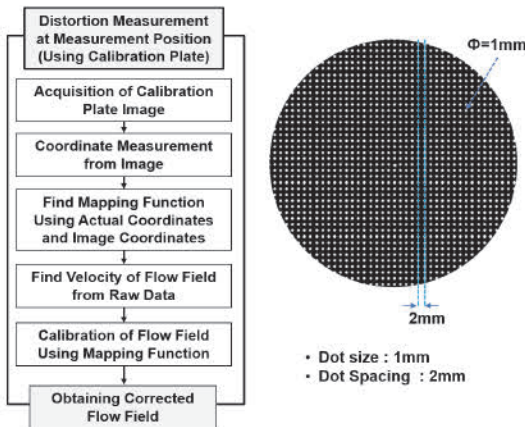 Distortion Measurement
at Measurement Position
(Using Calibration Plate)
Acquisition of Calibration
Plate Image
Coordinate Measurement
from Image
Find Mapping Function
Using Actual Coordinates
and Image Coordinates
Find Velocity of Flow Field
from Raw Data
Calibration of Flow Field
Using Mapping Function
Obtaining Corrected
Flow Field
Φ=1mm
2mm
• Dot size : 1mm
• Dot Spacing : 2mm